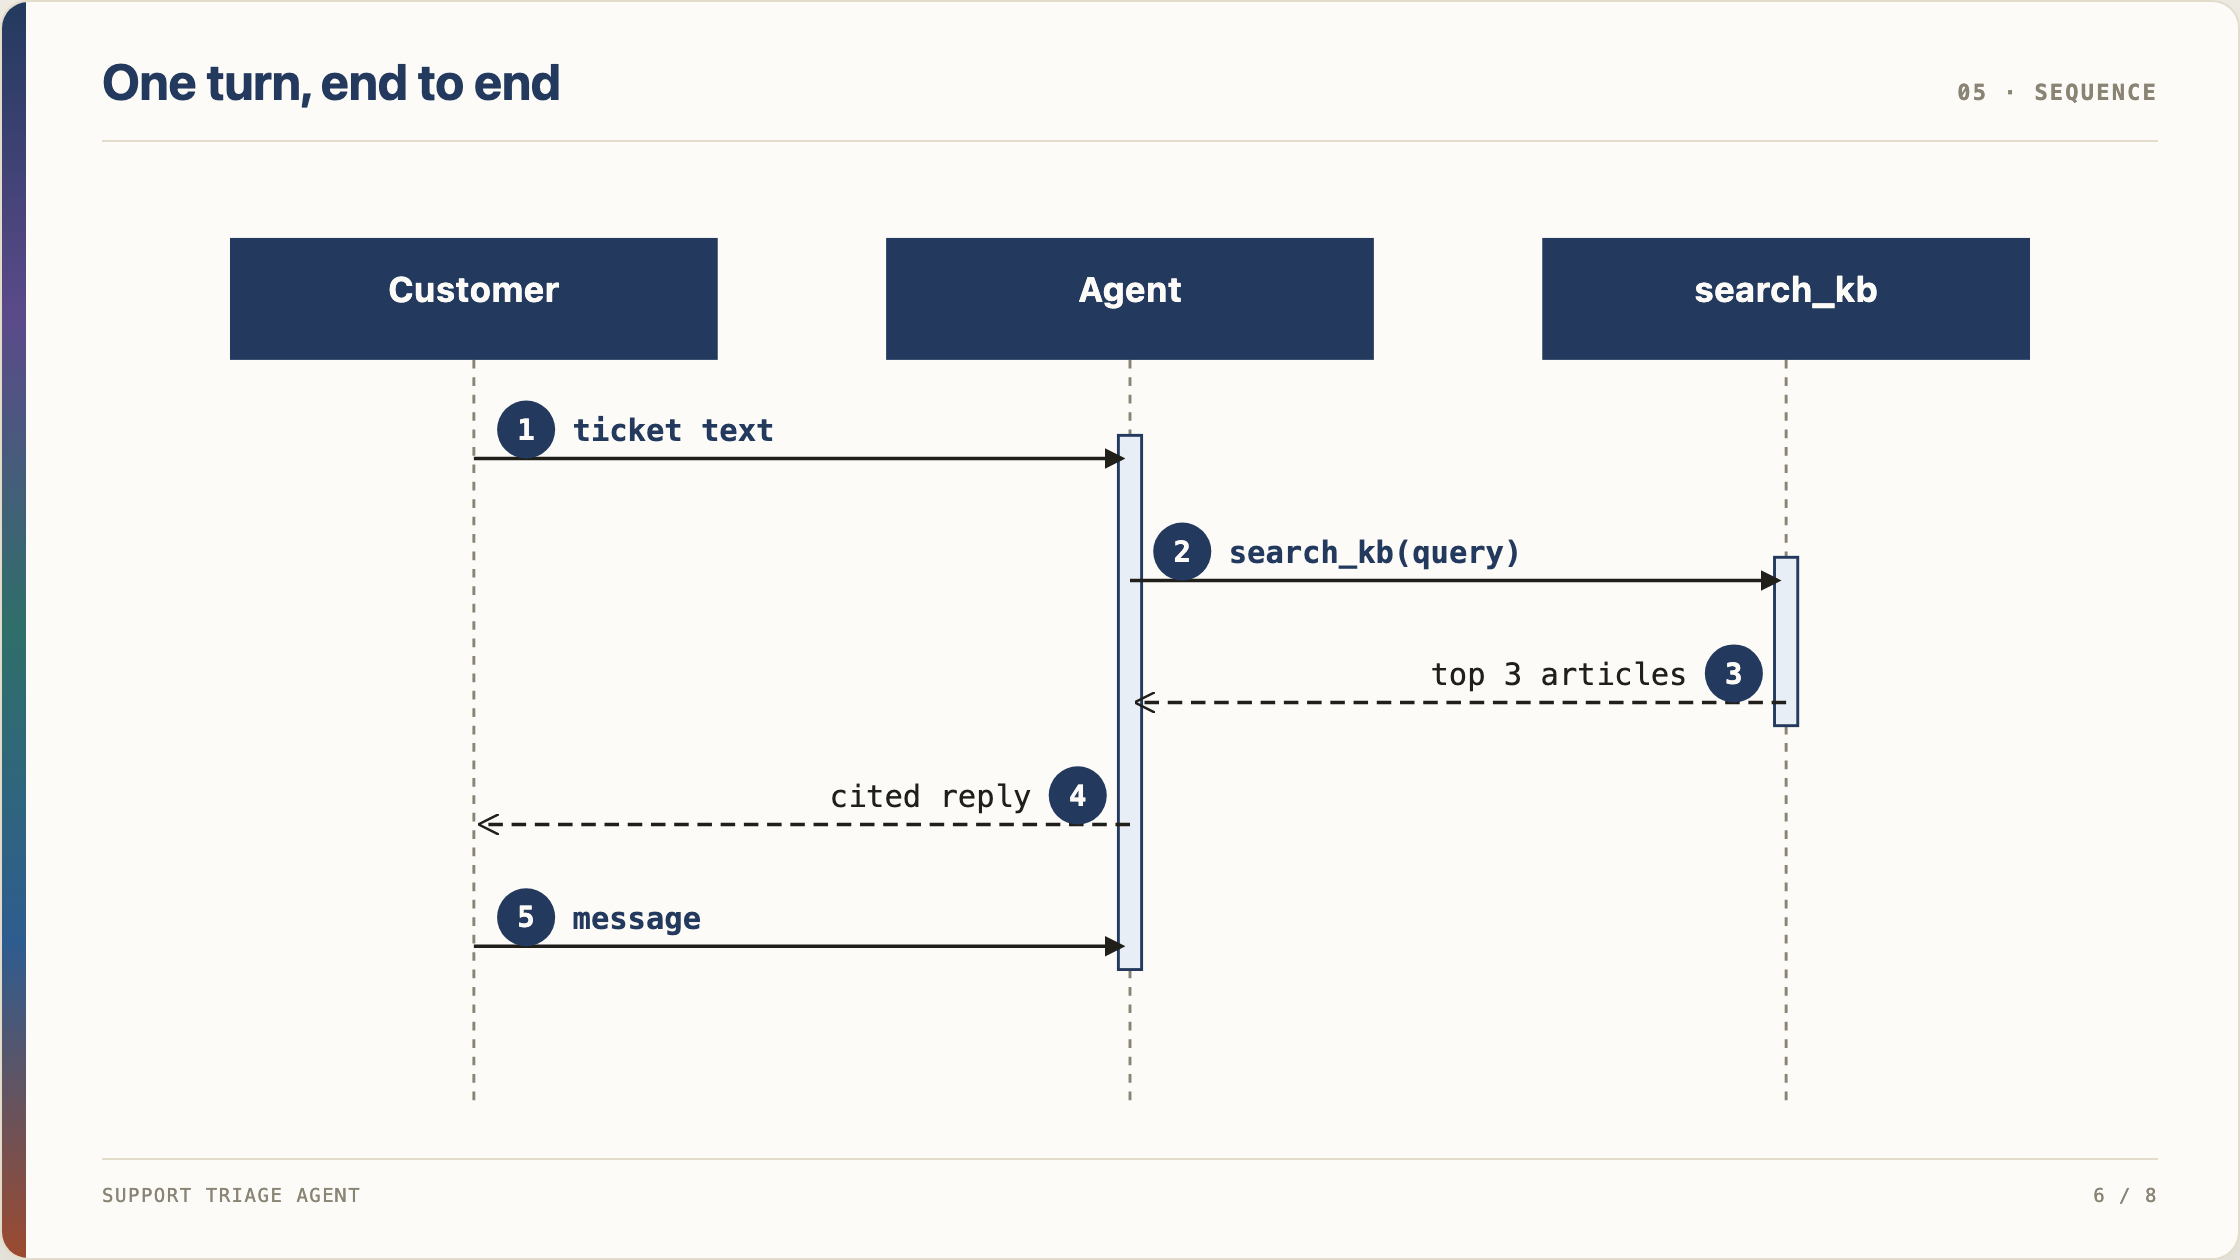 One turn, end to end
05 · SEQUENCE
Customer
Agent
search_kb
1 ticket text
2 search_kb(query)
top 3 articles 3
cited reply 4
5 message
SUPPORT TRIAGE AGENT
6 / 8